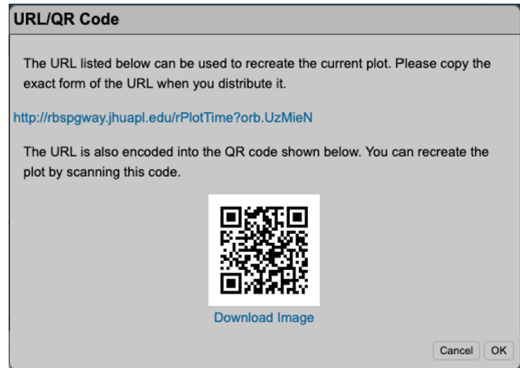 URL/QR Code
The URL listed below can be used to recreate the current plot. Please copy the
exact form of the URL when you distribute it.
http://rbspgway.jhuapl.edu/rPlotTime?orb.UzMieN
The URL is also encoded into the QR code shown below. You can recreate the
plot by scanning this code.
Download Image
Cancel OK